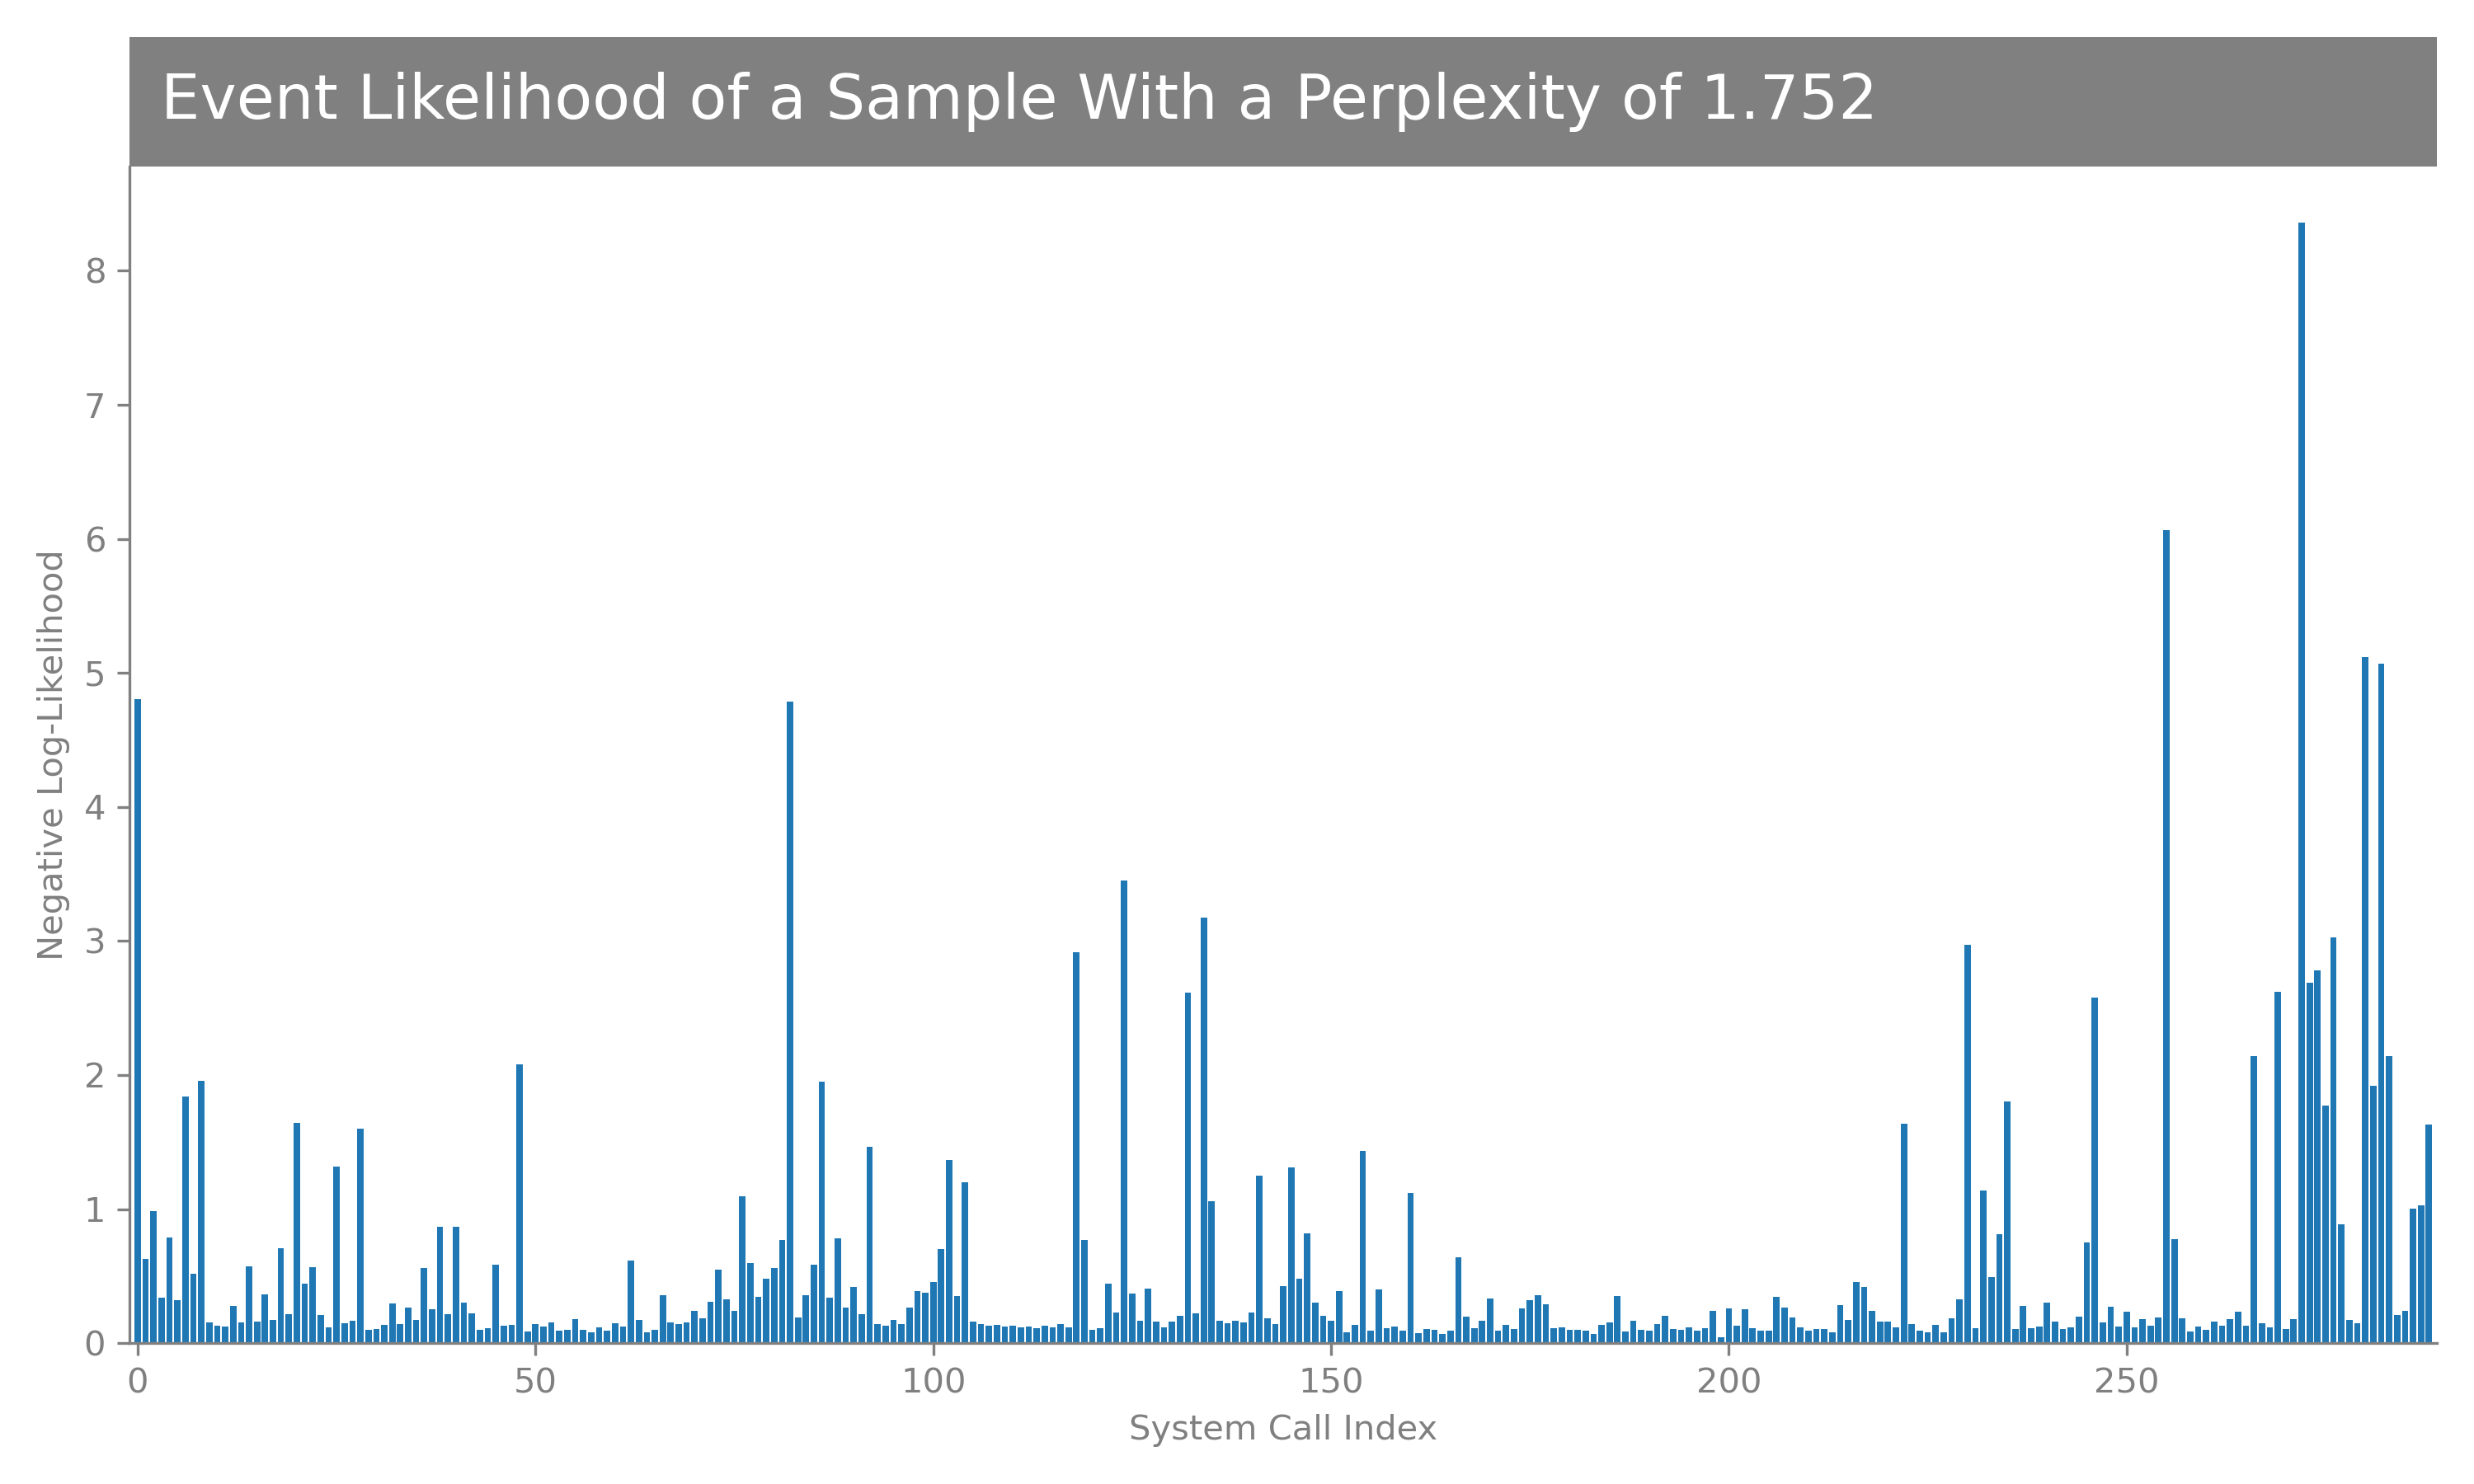 Event Likelihood of a Sample With a Perplexity of 1.752
8
7
6
5
4
3
2
1
0
Negative Log-Likelihood
0 50 100 150 200 250
System Call Index